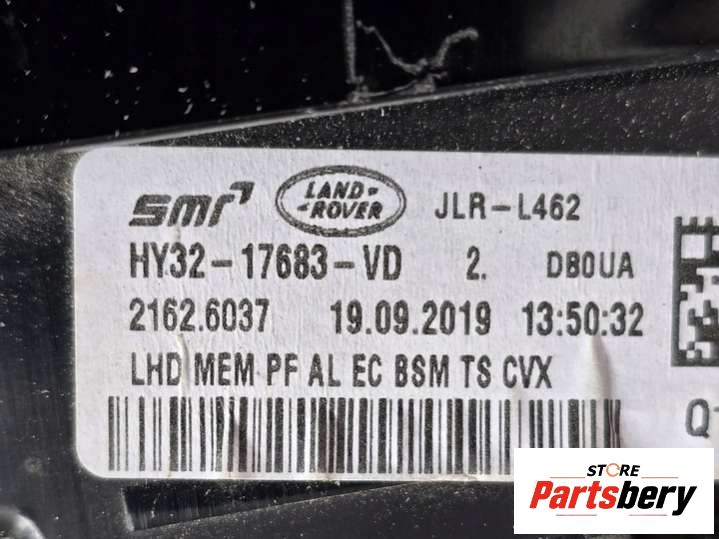 smr LAND-ROVER JLR-L462
HY32-17683-VD 2. DB0UA
2162.6037 19.09.2019 13:50:32
LHD MEM PF AL EC BSM TS CVX
STORE
Partsbery